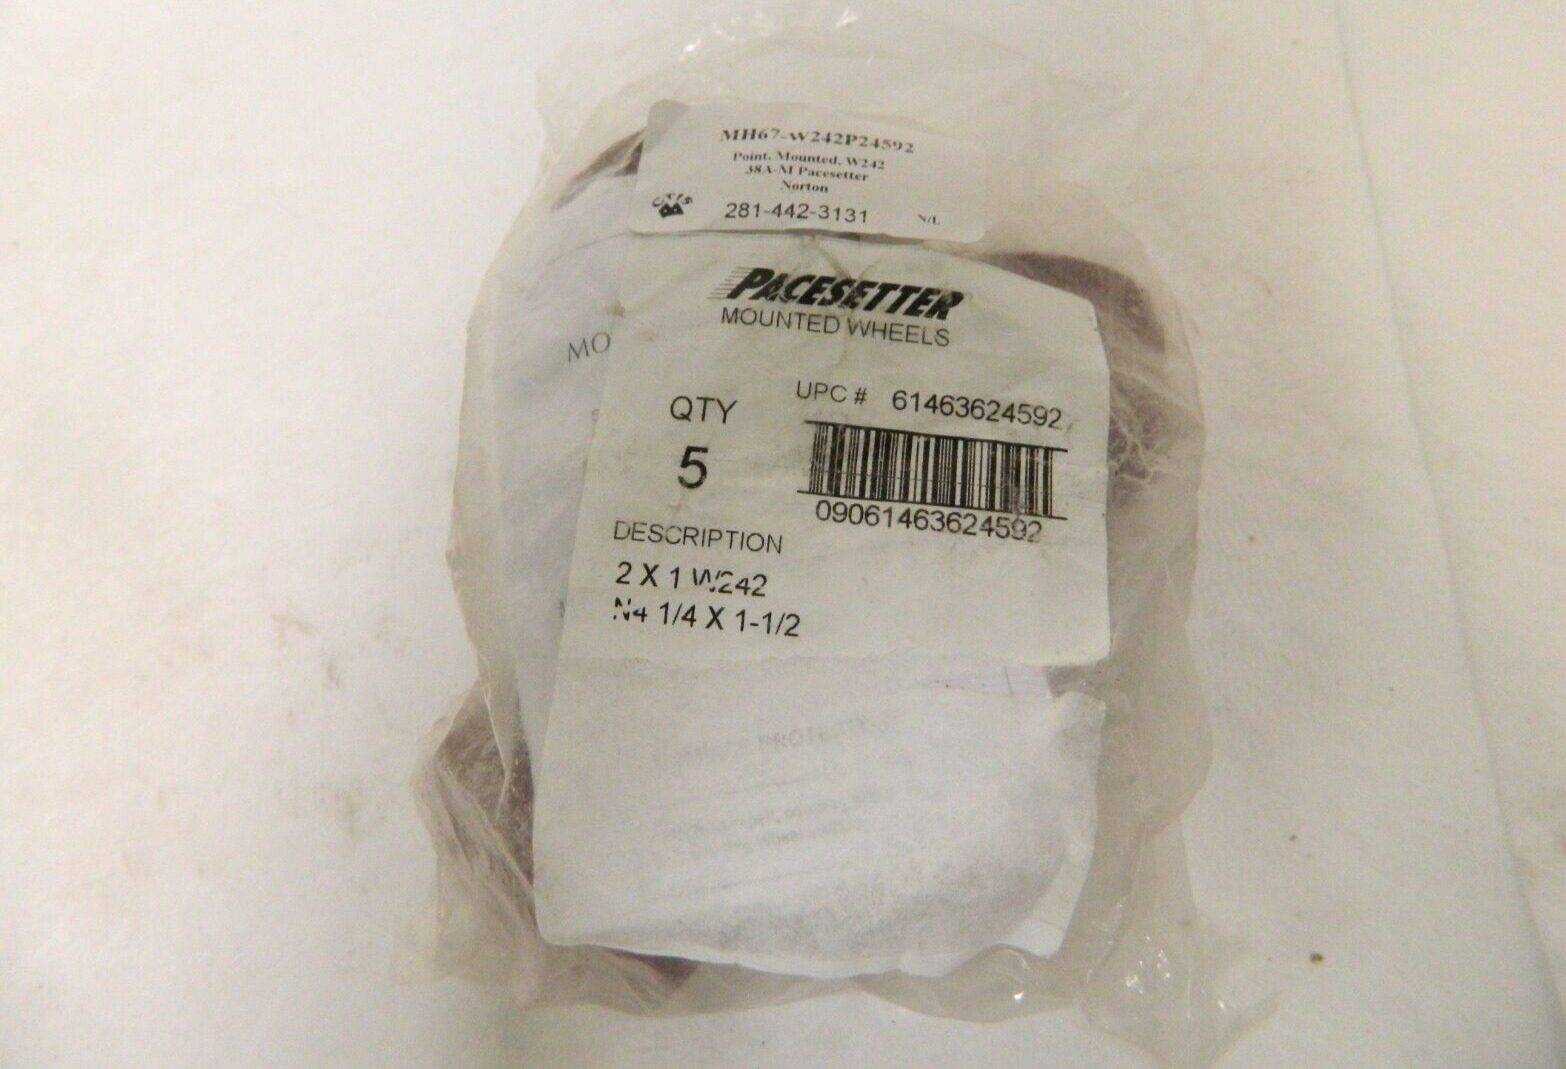 MH67-W242P24592
Point, Mounted, W242
38A-M Pacesetter
Norton
281-442-3131 N/L
PACESETTER
MOUNTED WHEELS
MO
UPC # 61463624592
QTY
5
09061463624592
DESCRIPTION
2 X 1 W242
N4 1/4 X 1-1/2